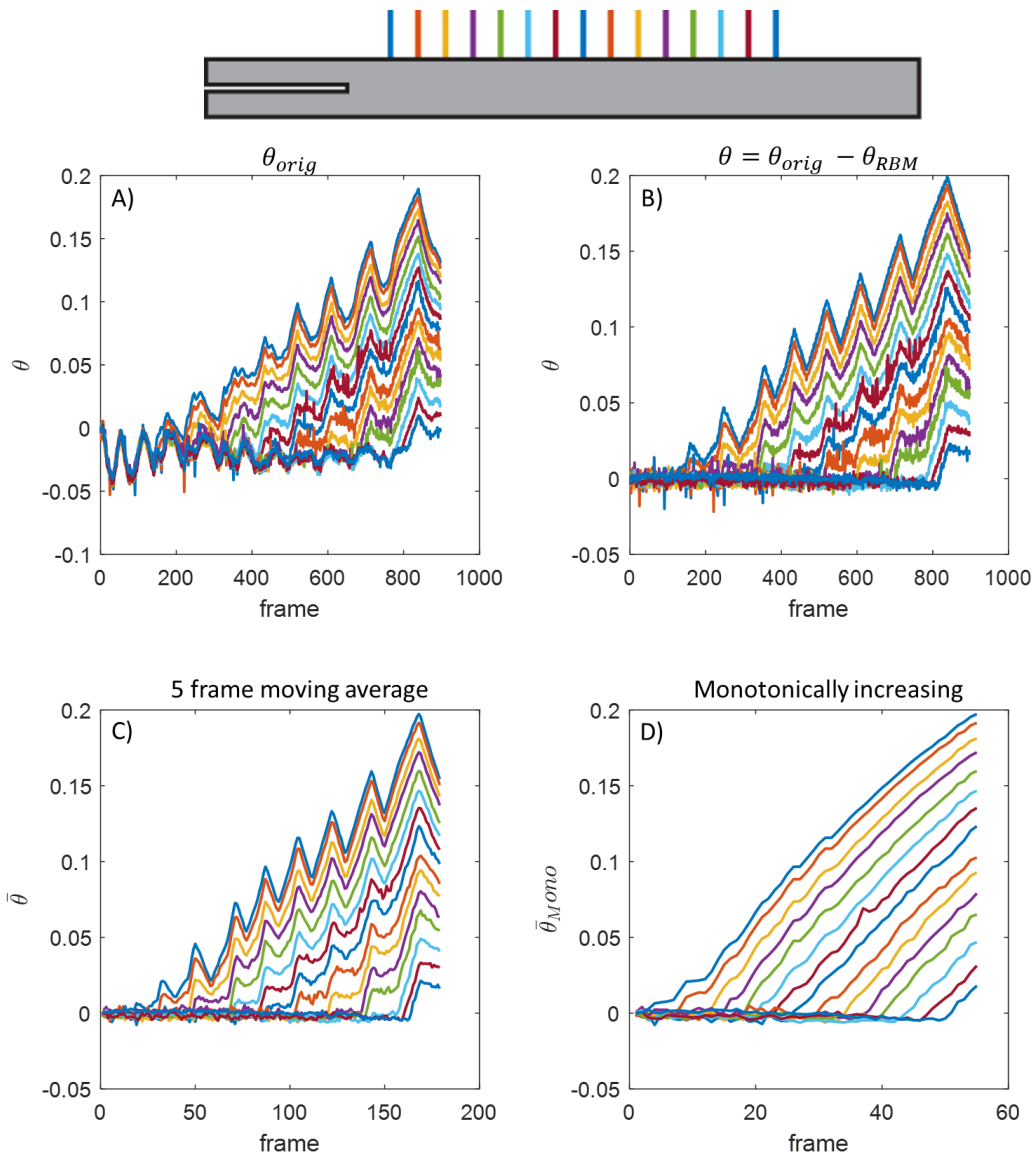 θ_orig
θ = θ_orig − θ_RBM
A)
0.2
0.15
0.1
0.05
0
-0.05
-0.1
θ
0 200 400 600 800 1000
frame
B)
0.2
0.15
0.1
0.05
0
-0.05
θ
0 200 400 600 800 1000
frame
5 frame moving average
C)
0.2
0.15
0.1
0.05
0
-0.05
θ̄
0 50 100 150 200
frame
Monotonically increasing
D)
0.2
0.15
0.1
0.05
0
-0.05
θ̄_Mono
0 20 40 60
frame